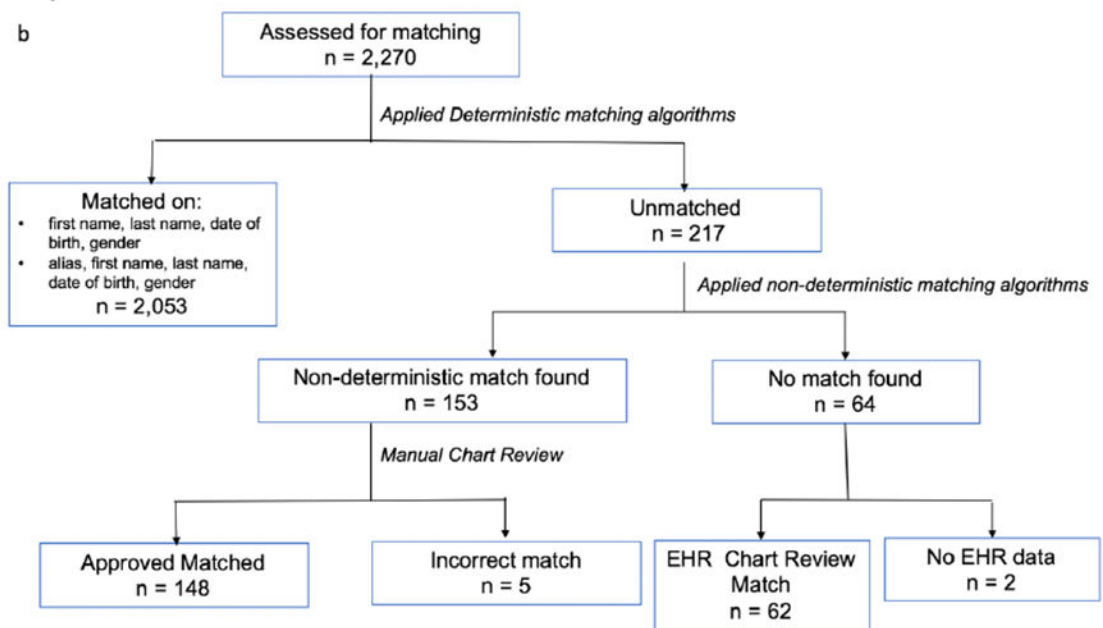 b
Assessed for matching
n = 2,270
Applied Deterministic matching algorithms
Matched on:
• first name, last name, date of
birth, gender
• alias, first name, last name,
date of birth, gender
n = 2,053
Unmatched
n = 217
Applied non-deterministic matching algorithms
Non-deterministic match found
n = 153
No match found
n = 64
Manual Chart Review
Approved Matched
n = 148
Incorrect match
n = 5
EHR Chart Review
Match
n = 62
No EHR data
n = 2